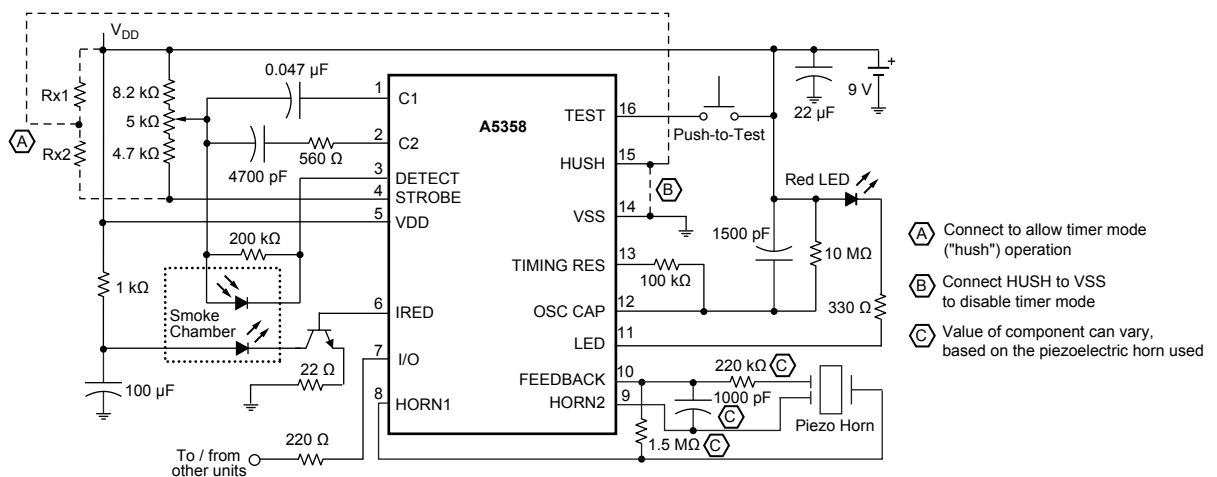 V_DD
Rx1
Rx2
A
8.2 kΩ
5 kΩ
4.7 kΩ
0.047 µF
4700 pF
560 Ω
200 kΩ
1 kΩ
Smoke
Chamber
100 µF
22 Ω
220 Ω
To / from
other units
1
C1
2
C2
3
DETECT
4
STROBE
5
VDD
6
IRED
7
I/O
8
HORN1
A5358
TEST
16
HUSH
15
VSS
14
TIMING RES
13
OSC CAP
12
LED
11
FEEDBACK
10
HORN2
9
Push-to-Test
22 µF
9 V
+
B
Red LED
1500 pF
10 MΩ
100 kΩ
330 Ω
220 kΩ C
1000 pF
C
1.5 MΩ C
Piezo Horn
A Connect to allow timer mode
("hush") operation
B Connect HUSH to VSS
to disable timer mode
C Value of component can vary,
based on the piezoelectric horn used